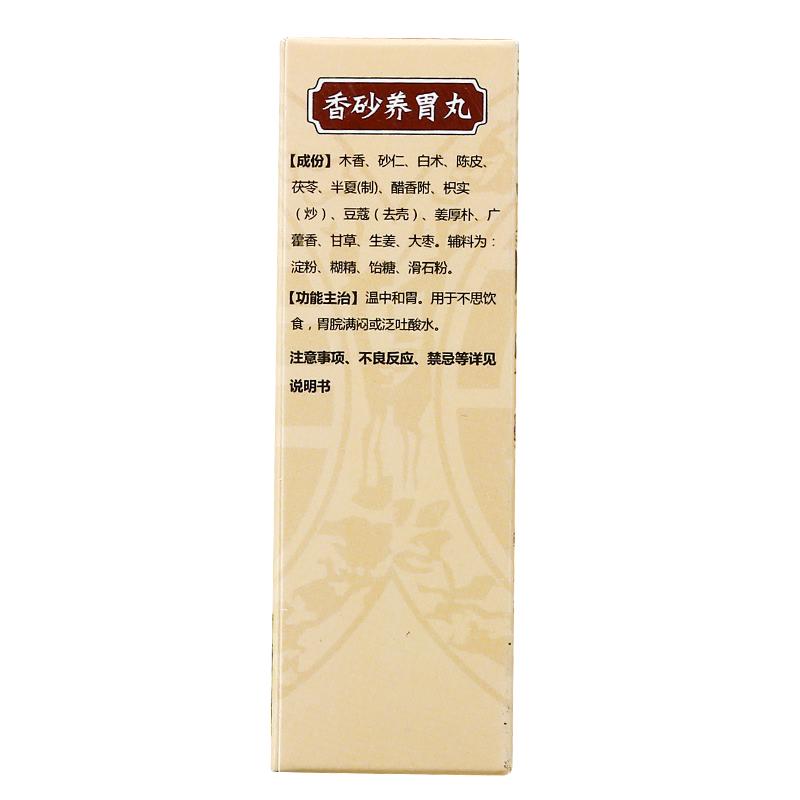 香砂养胃丸
【成份】木香、砂仁、白术、陈皮、
茯苓、半夏(制)、醋香附、枳实
（炒）、豆蔻（去壳）、姜厚朴、广
藿香、甘草、生姜、大枣。辅料为：
淀粉、糊精、饴糖、滑石粉。
【功能主治】温中和胃。用于不思饮
食，胃脘满闷或泛吐酸水。
注意事项、不良反应、禁忌等详见
说明书